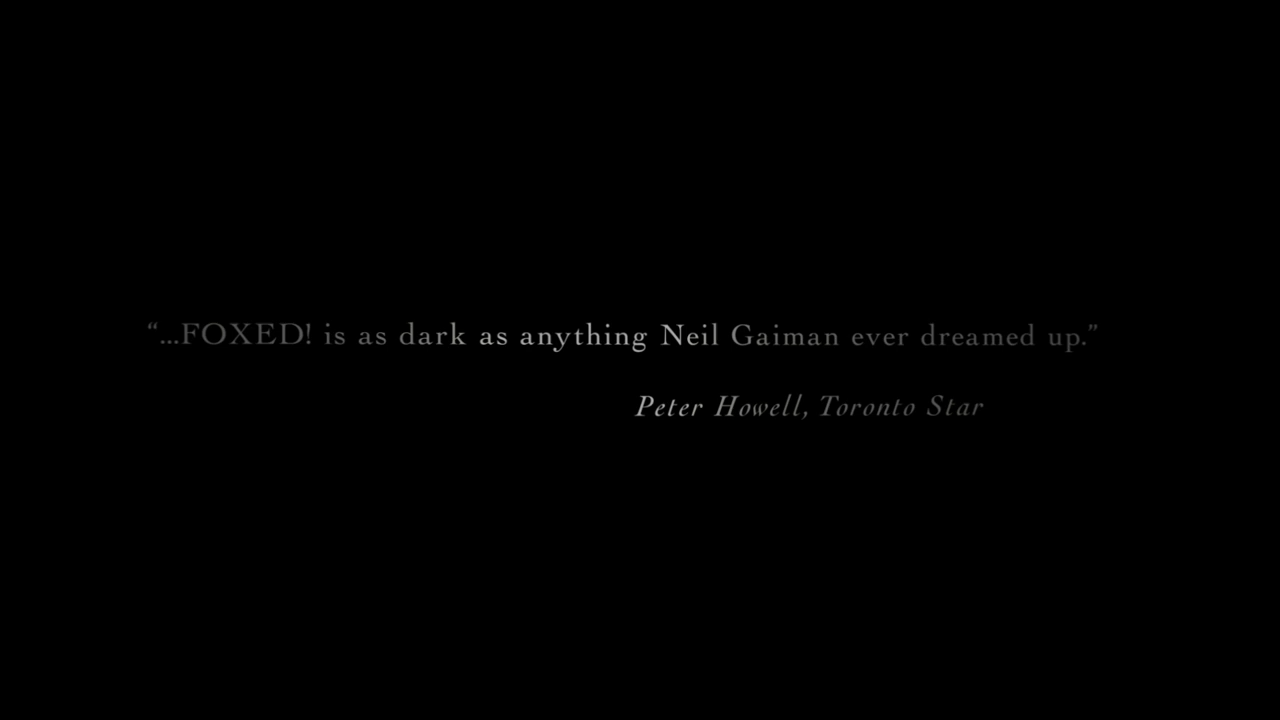 “...FOXED! is as dark as anything Neil Gaiman ever dreamed up.”
Peter Howell, Toronto Star